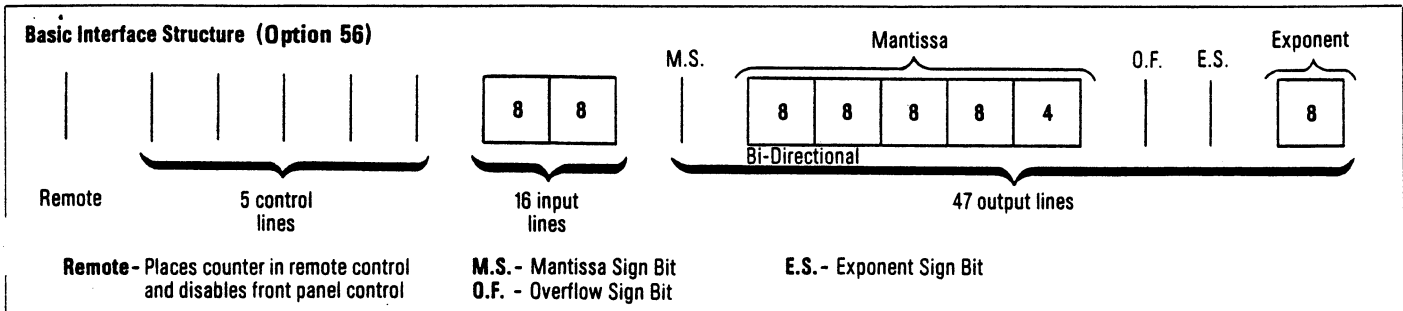 Basic Interface Structure (Option 56)
Mantissa
Exponent
M.S.
O.F.
E.S.
8 8
8 8 8 8 4
8
Bi-Directional
Remote
5 control
lines
16 input
lines
47 output lines
Remote - Places counter in remote control
and disables front panel control
M.S. - Mantissa Sign Bit
O.F. - Overflow Sign Bit
E.S. - Exponent Sign Bit